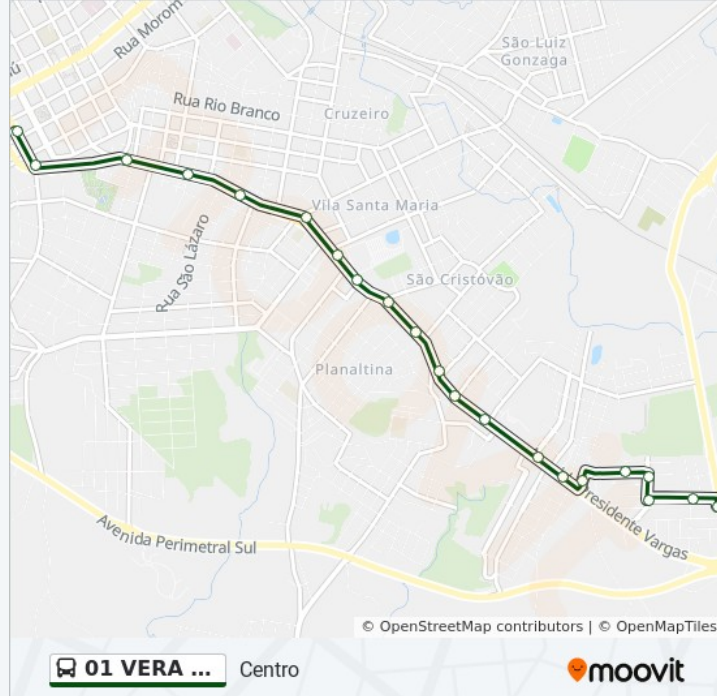 Rua Morom
São Luiz
Gonzaga
Rua Rio Branco
Cruzeiro
Vila Santa Maria
Rua São Lázaro
São Cristóvão
Planaltina
residente Vargas
Avenida Perimetral Sul
© OpenStreetMap contributors | © OpenMapTiles
01 VERA ...
Centro
moovit